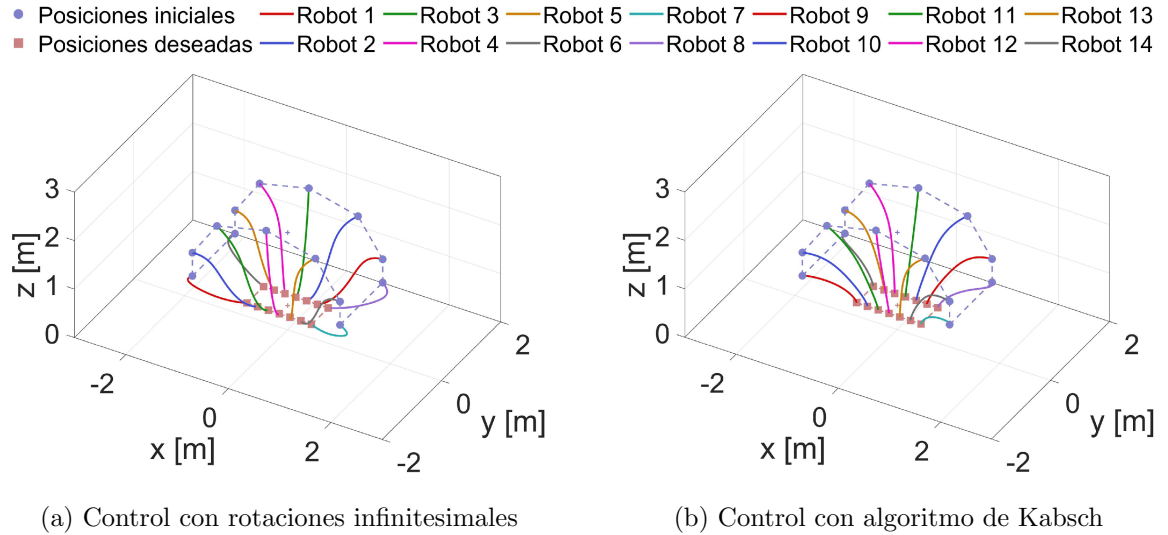 Posiciones iniciales Robot 1 Robot 3 Robot 5 Robot 7 Robot 9 Robot 11 Robot 13
Posiciones deseadas Robot 2 Robot 4 Robot 6 Robot 8 Robot 10 Robot 12 Robot 14
3
2
1
0
z [m]
-2
0
2
x [m]
-2
0
2
y [m]
3
2
1
0
z [m]
-2
0
2
x [m]
-2
0
2
y [m]
(a) Control con rotaciones infinitesimales
(b) Control con algoritmo de Kabsch